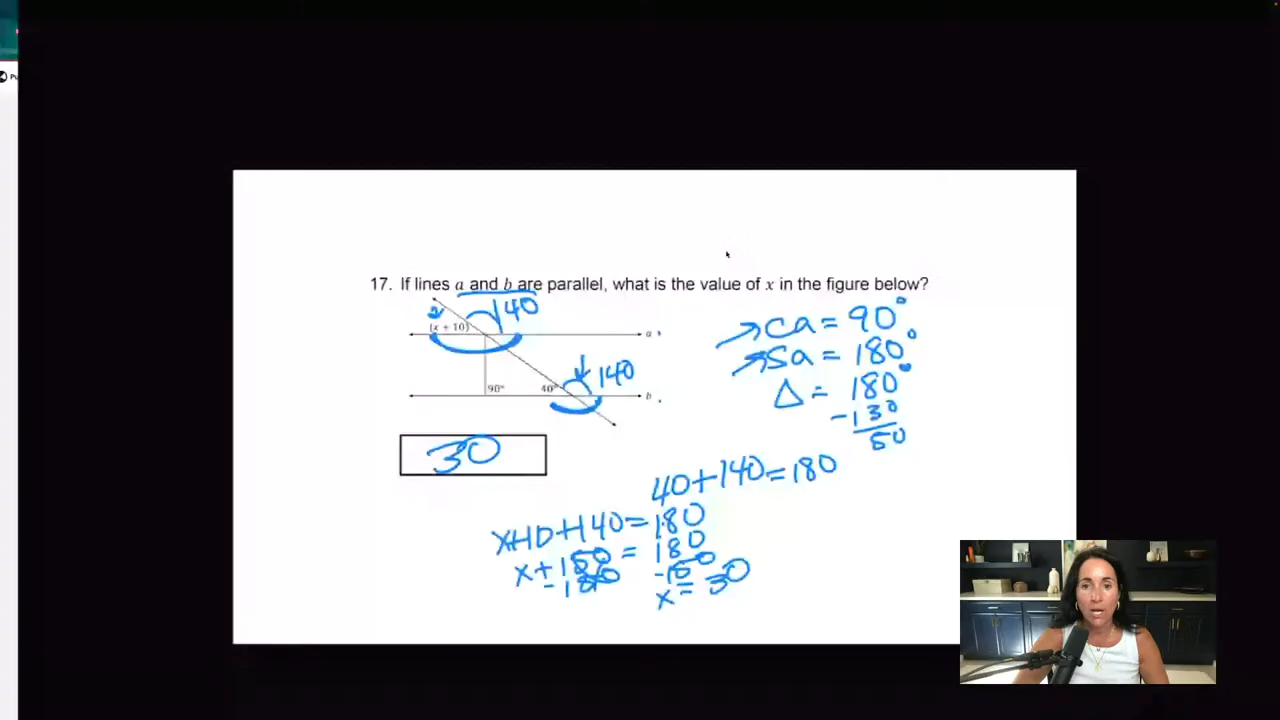 17. If lines a and b are parallel, what is the value of x in the figure below?
140
(x + 10)
a
90°
40°
140
b
30
→ ca = 90°
→ sa = 180°
△ = 180°
-130
50
40+140=180
x+10+140=180
x+150 = 180
-150 -150
x = 30